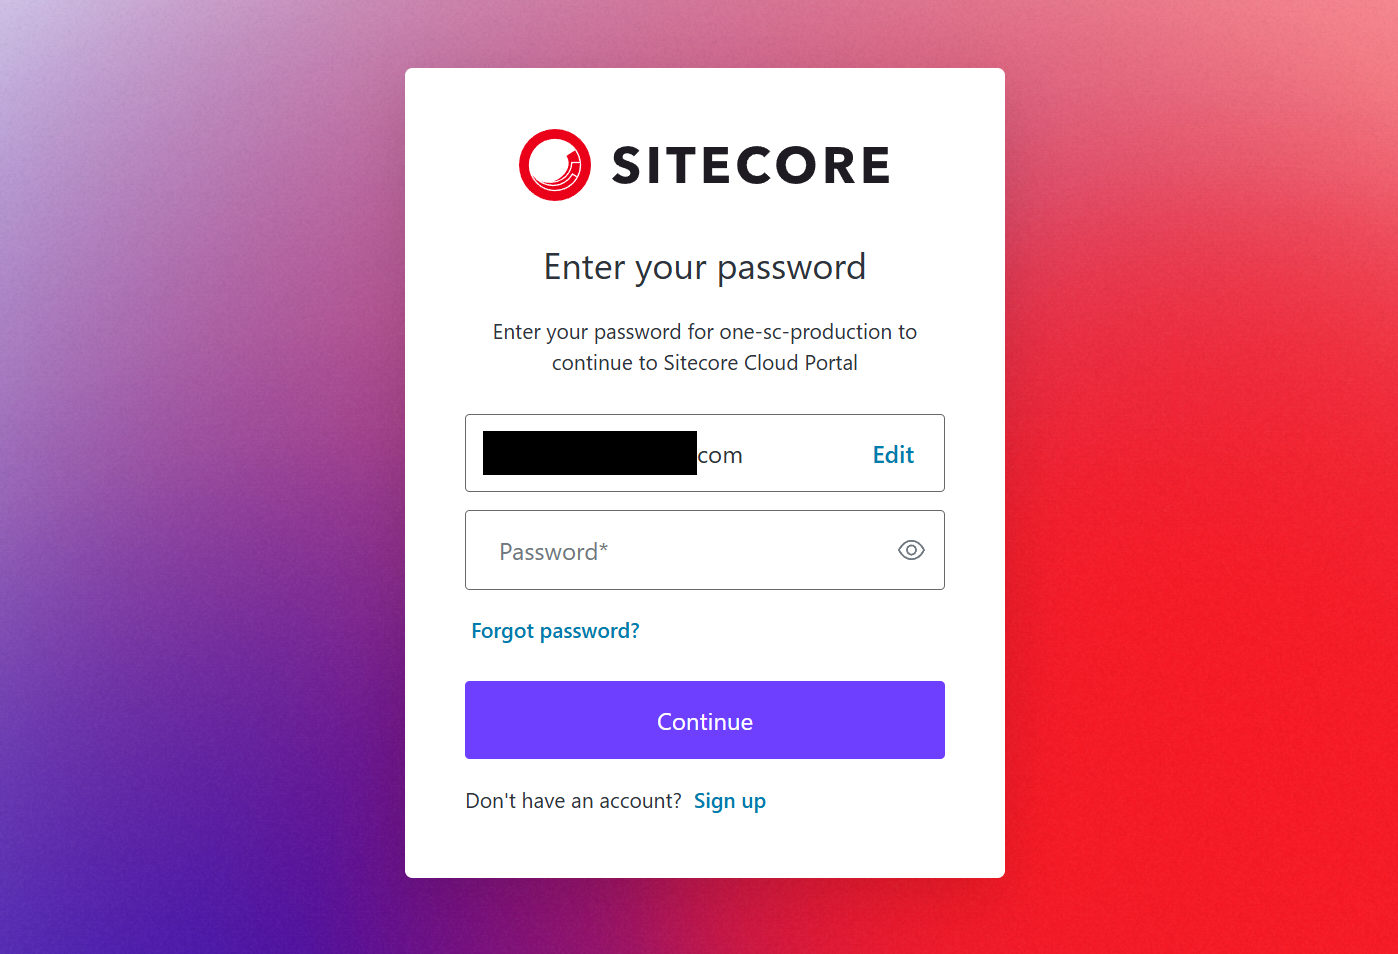 SITECORE
Enter your password
Enter your password for one-sc-production to
continue to Sitecore Cloud Portal
com Edit
Password*
Forgot password?
Continue
Don't have an account? Sign up